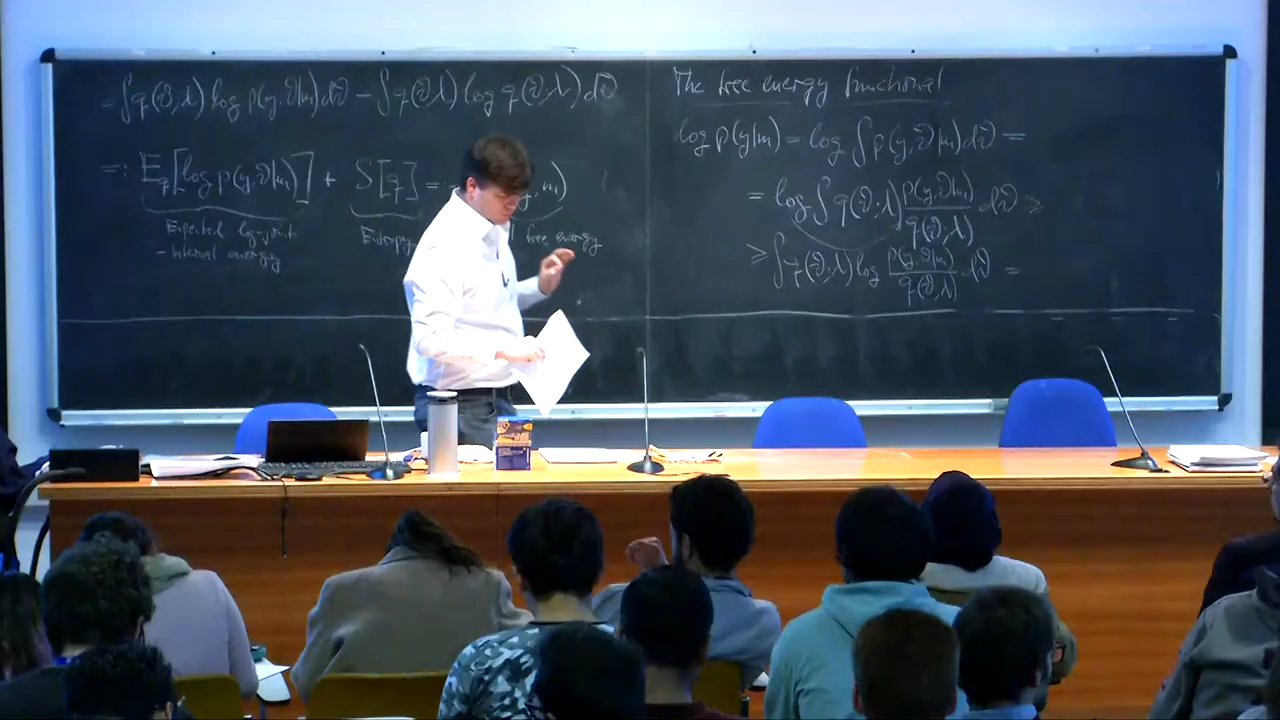 The free energy functional
log p(y|m) = log ∫ p(y,ϑ|m) dϑ =
= log ∫ q(ϑ;λ) p(y,ϑ|m) / q(ϑ;λ) dϑ ≥
≥ ∫ q(ϑ;λ) log p(y,ϑ|m) / q(ϑ,λ) dϑ =
= ∫ q(ϑ;λ) log p(y,ϑ|m) dϑ − ∫ q(ϑ,λ) log q(ϑ;λ) dϑ
=: E_q[log p(y,ϑ|m)] + S[q] = , m)
Expected log-joint Entropy free energy
- Internal energy